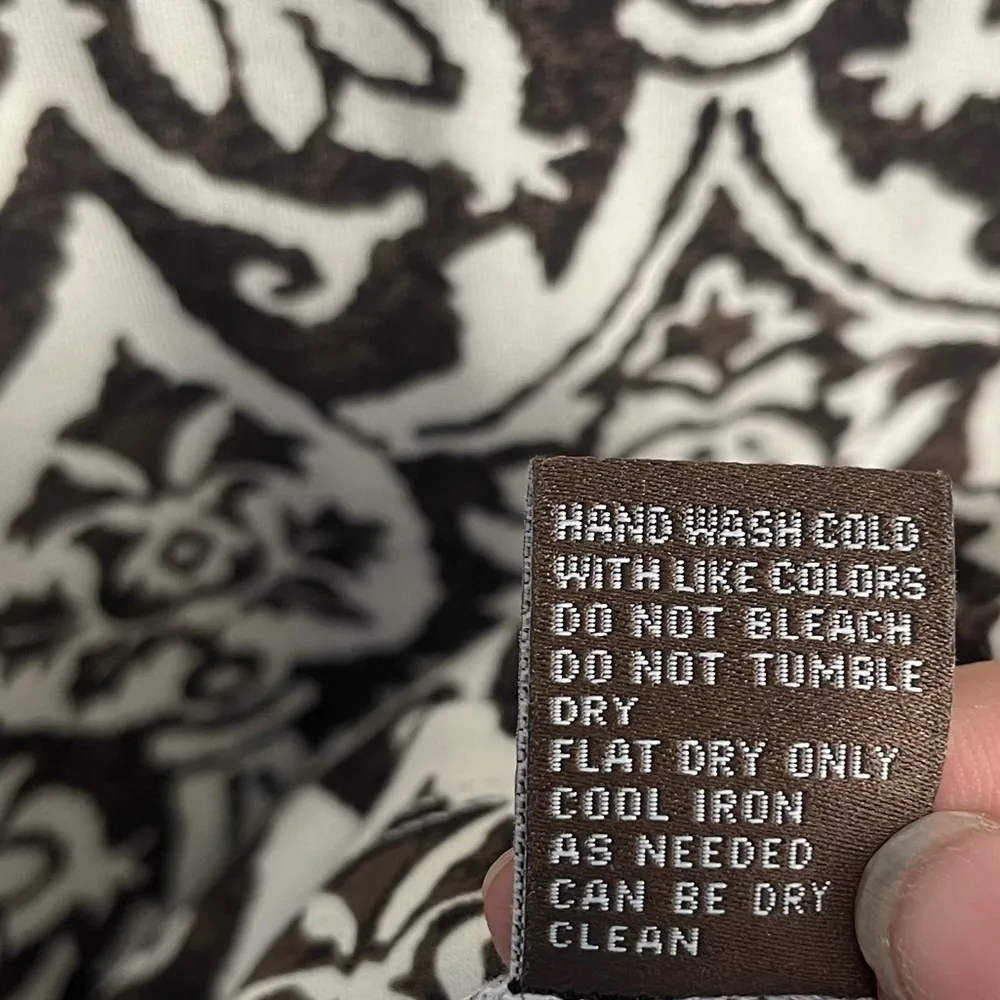 HAND WASH COLD
WITH LIKE COLORS
DO NOT BLEACH
DO NOT TUMBLE
DRY
FLAT DRY ONLY
COOL IRON
AS NEEDED
CAN BE DRY
CLEAN